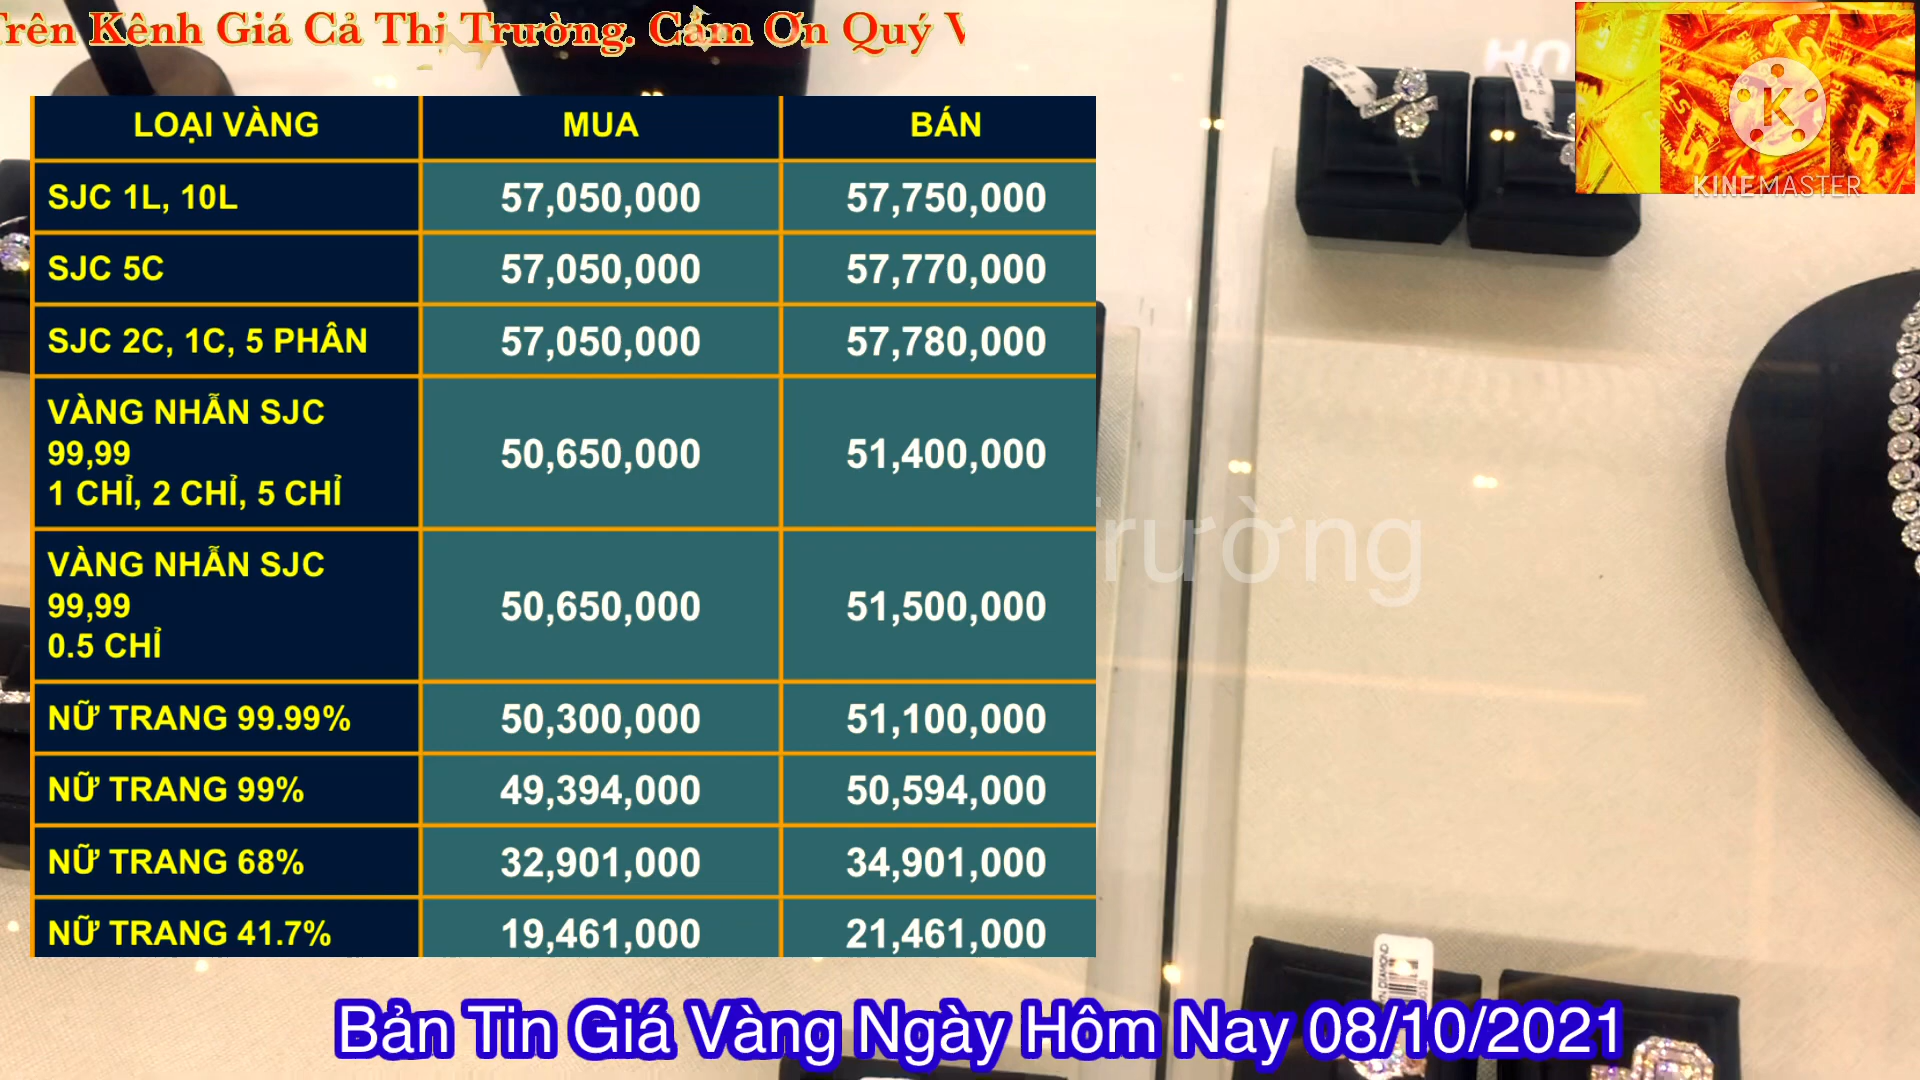 Trên Kênh Giá Cả Thị Trường. Cảm Ơn Quý V
KINEMASTER
LOẠI VÀNG MUA BÁN
SJC 1L, 10L 57,050,000 57,750,000
SJC 5C 57,050,000 57,770,000
SJC 2C, 1C, 5 PHÂN 57,050,000 57,780,000
VÀNG NHẪN SJC
99,99
1 CHỈ, 2 CHỈ, 5 CHỈ 50,650,000 51,400,000
VÀNG NHẪN SJC
99,99
0.5 CHỈ 50,650,000 51,500,000
Trường
NỮ TRANG 99.99% 50,300,000 51,100,000
NỮ TRANG 99% 49,394,000 50,594,000
NỮ TRANG 68% 32,901,000 34,901,000
NỮ TRANG 41.7% 19,461,000 21,461,000
Bản Tin Giá Vàng Ngày Hôm Nay 08/10/2021